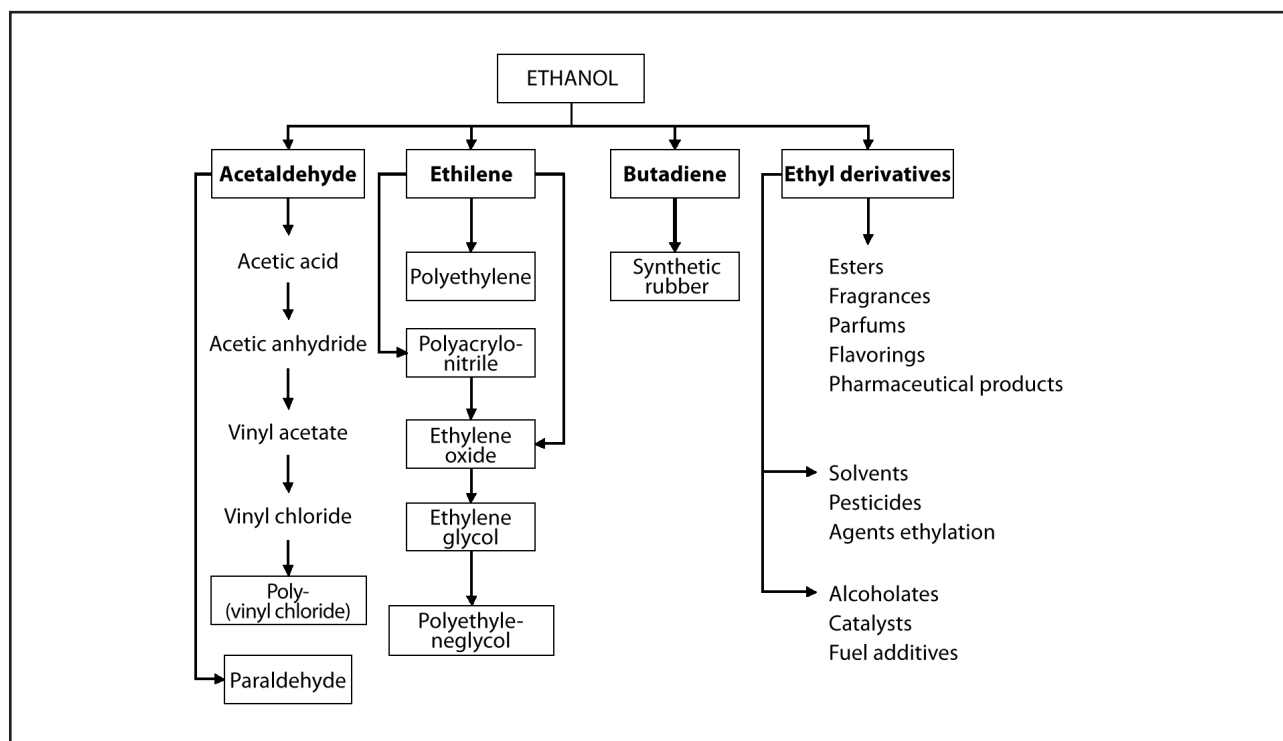 ETHANOL
Acetaldehyde
Ethilene
Butadiene
Ethyl derivatives
Acetic acid
Acetic anhydride
Vinyl acetate
Vinyl chloride
Poly-
(vinyl chloride)
Paraldehyde
Polyethylene
Polyacrylo-
nitrile
Ethylene
oxide
Ethylene
glycol
Polyethyle-
neglycol
Synthetic
rubber
Esters
Fragrances
Parfums
Flavorings
Pharmaceutical products
Solvents
Pesticides
Agents ethylation
Alcoholates
Catalysts
Fuel additives